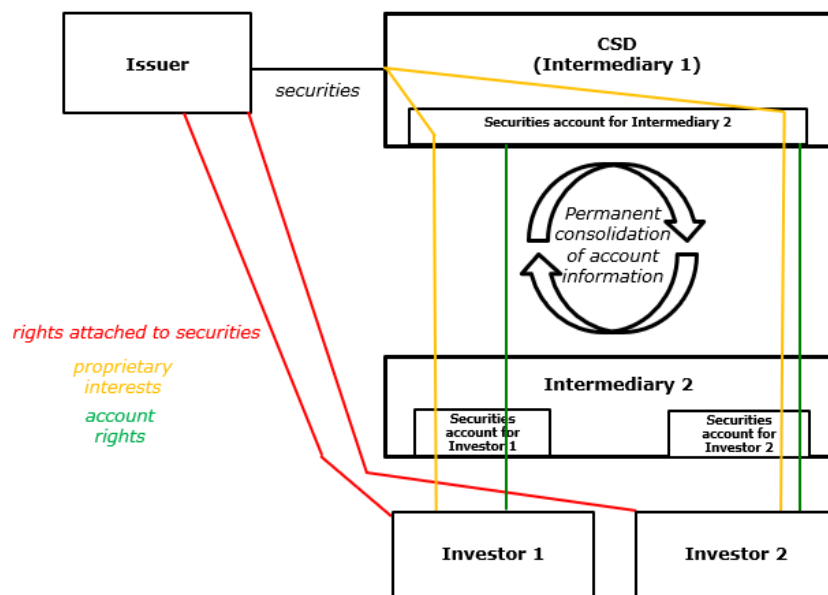 Issuer
CSD
(Intermediary 1)
securities
Securities account for Intermediary 2
Permanent
consolidation
of account
information
rights attached to securities
proprietary
interests
account
rights
Intermediary 2
Securities
account for
Investor 1
Securities
account for
Investor 2
Investor 1
Investor 2